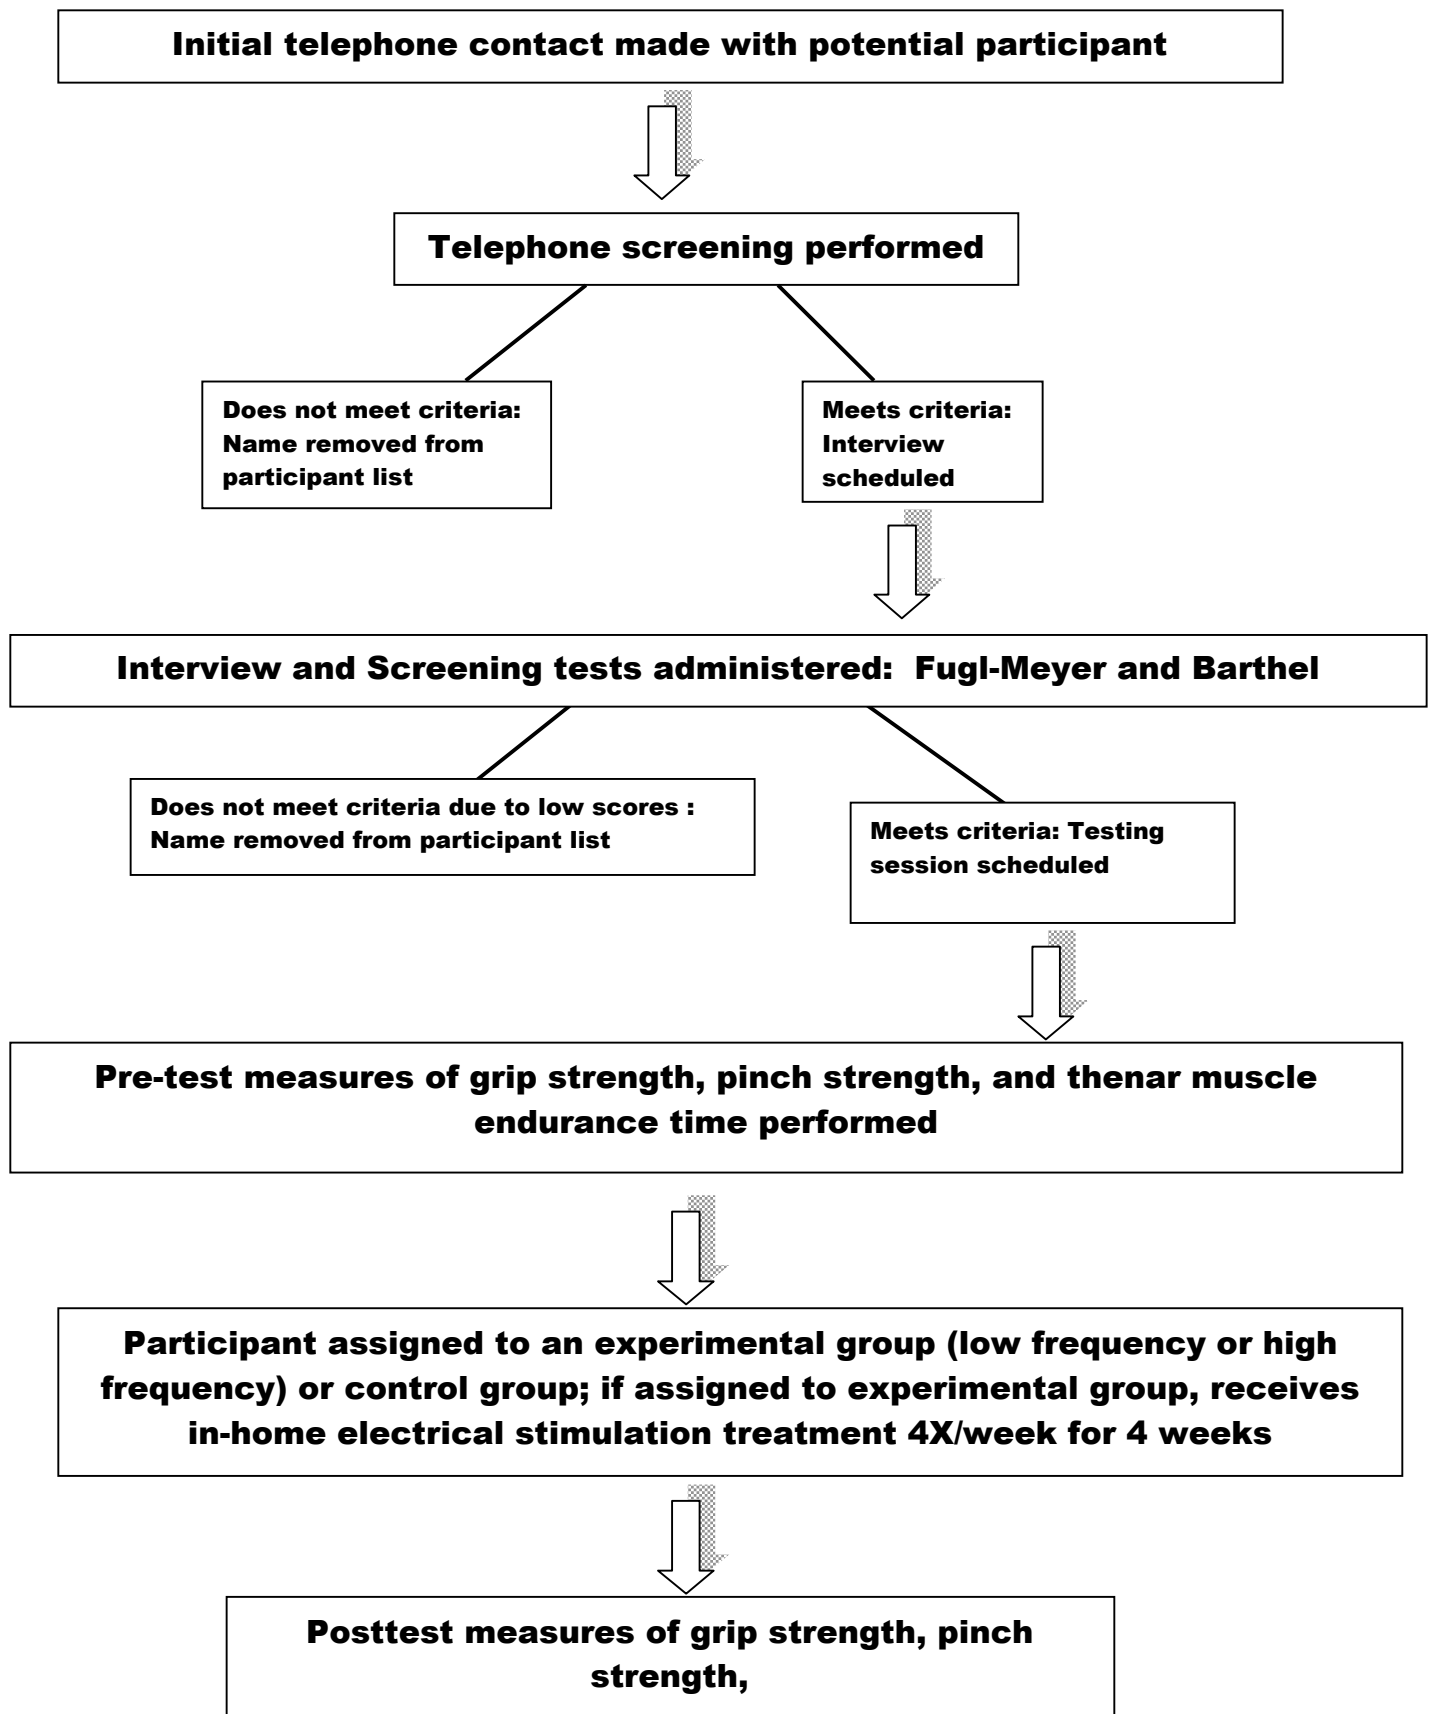 Initial telephone contact made with potential participant
Telephone screening performed
Does not meet criteria:
Name removed from
participant list
Meets criteria:
Interview
scheduled
Interview and Screening tests administered:  Fugl-Meyer and Barthel
Does not meet criteria due to low scores :
Name removed from participant list
Meets criteria: Testing
session scheduled
Pre-test measures of grip strength, pinch strength, and thenar muscle
endurance time performed
Participant assigned to an experimental group (low frequency or high
frequency) or control group; if assigned to experimental group, receives
in-home electrical stimulation treatment 4X/week for 4 weeks
Posttest measures of grip strength, pinch
strength,